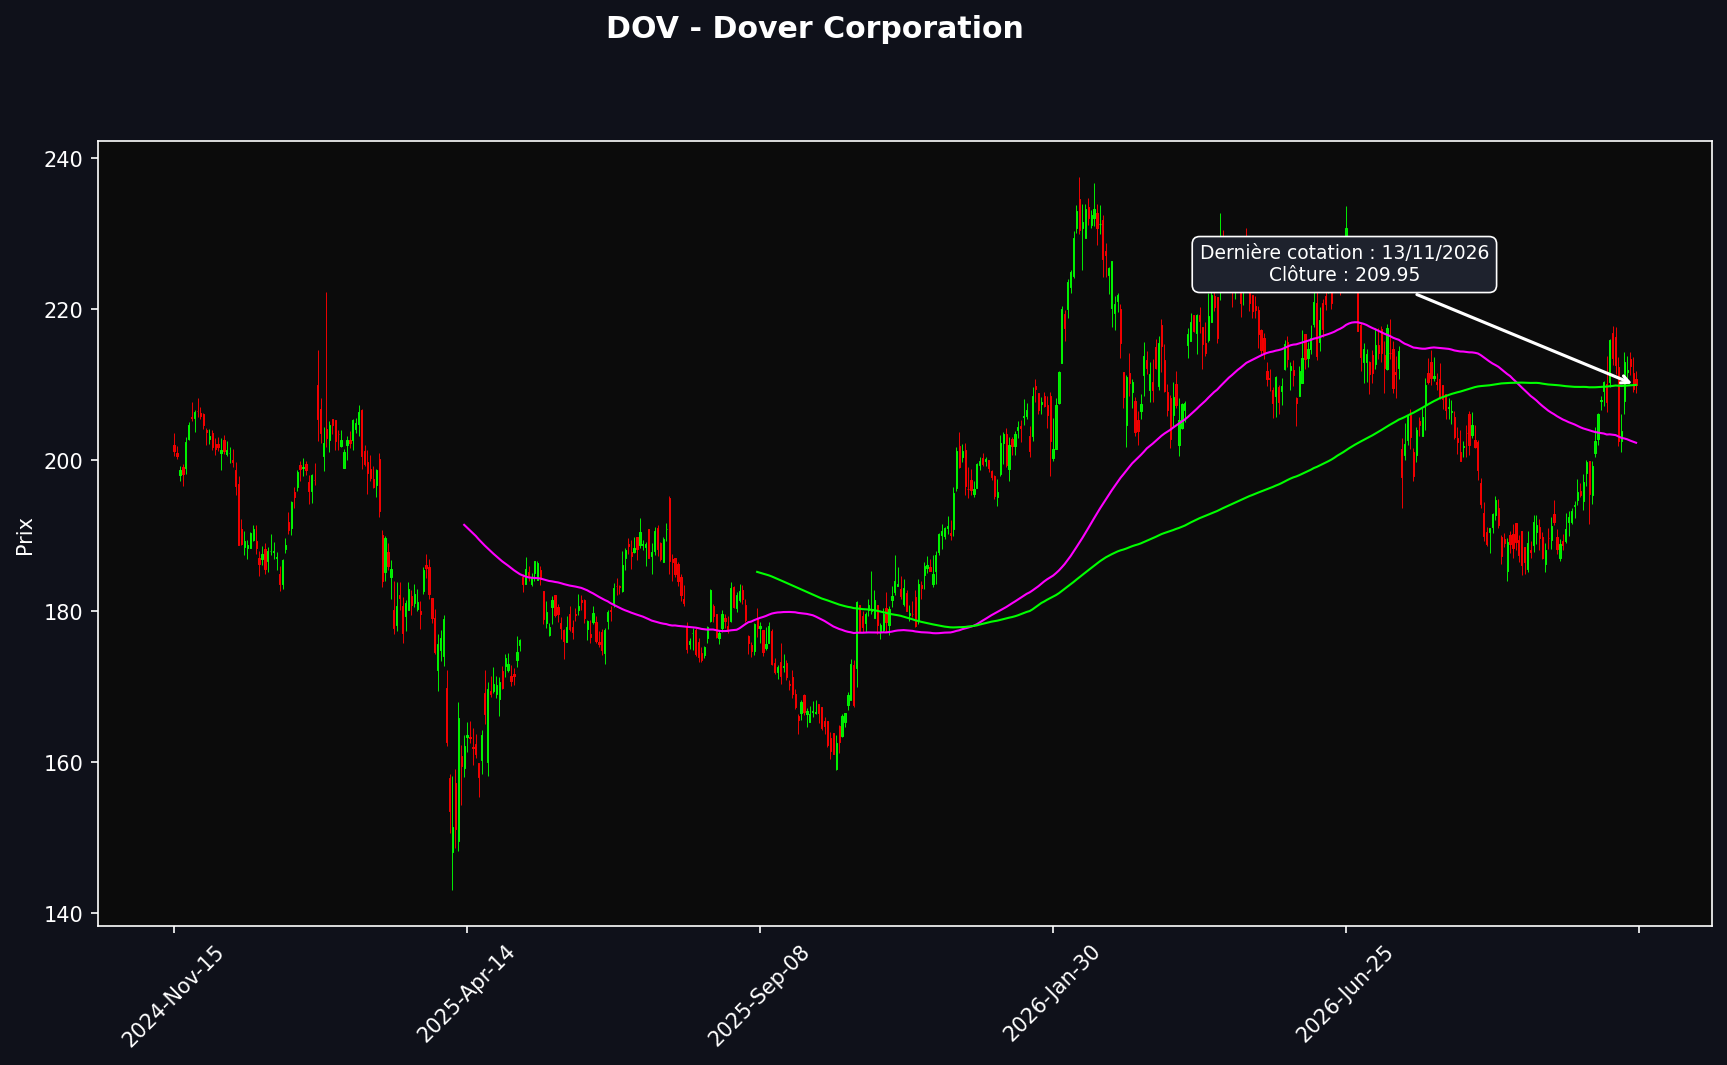 DOV - Dover Corporation
240
220
200
180
160
140
Prix
Dernière cotation : 13/11/2026
Clôture : 209.95
2024-Nov-15
2025-Apr-14
2025-Sep-08
2026-Jan-30
2026-Jun-25